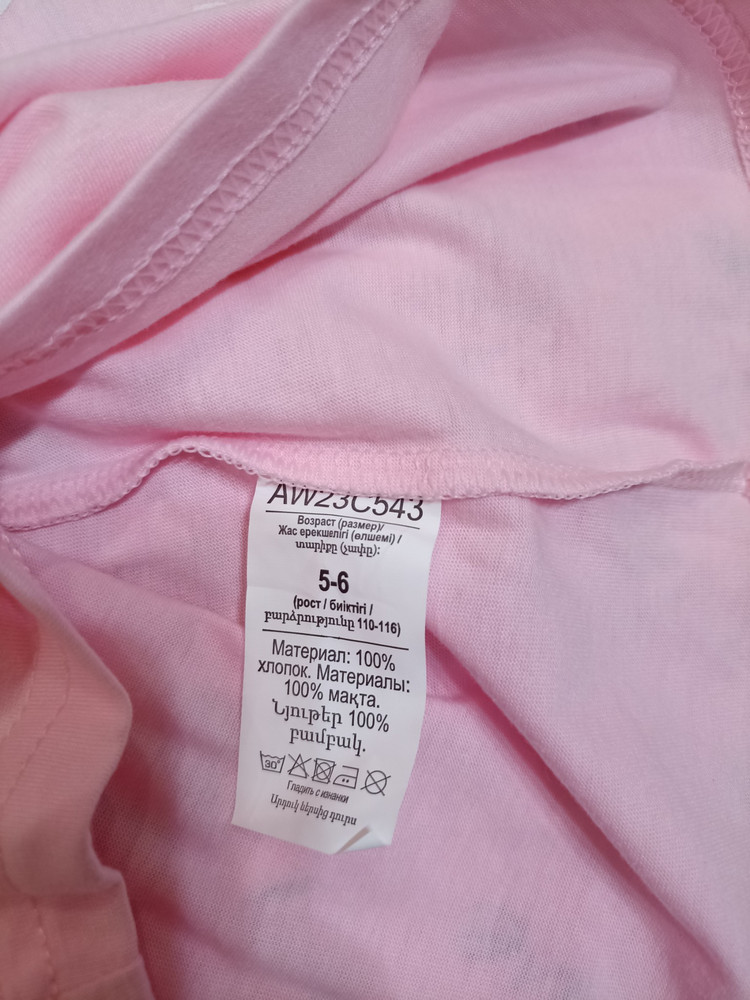 AW23C543
Возраст (размер)/
Жас ерекшелігі (өлшемі) /
տարիքը (չափը):
5-6
(рост / биіктігі /
բարձրությունը 110-116)
Материал: 100%
хлопок. Материалы:
100% мақта.
Նյութեր 100%
բամբակ.
30°
Гладить с изнанки
Արդուկ ներսից դուրս